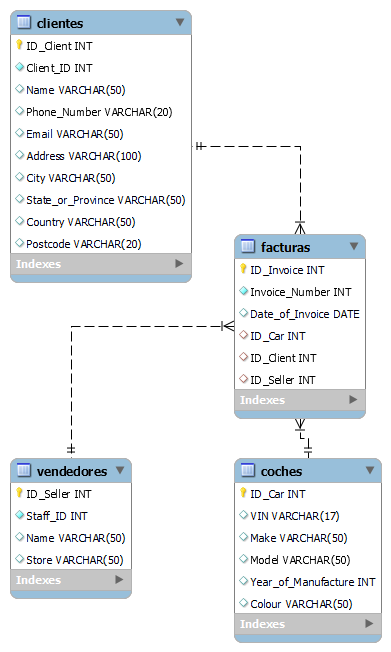 clientes
ID_Client INT
Client_ID INT
Name VARCHAR(50)
Phone_Number VARCHAR(20)
Email VARCHAR(50)
Address VARCHAR(100)
City VARCHAR(50)
State_or_Province VARCHAR(50)
Country VARCHAR(50)
Postcode VARCHAR(20)
Indexes
facturas
ID_Invoice INT
Invoice_Number INT
Date_of_Invoice DATE
ID_Car INT
ID_Client INT
ID_Seller INT
Indexes
vendedores
ID_Seller INT
Staff_ID INT
Name VARCHAR(50)
Store VARCHAR(50)
Indexes
coches
ID_Car INT
VIN VARCHAR(17)
Make VARCHAR(50)
Model VARCHAR(50)
Year_of_Manufacture INT
Colour VARCHAR(50)
Indexes